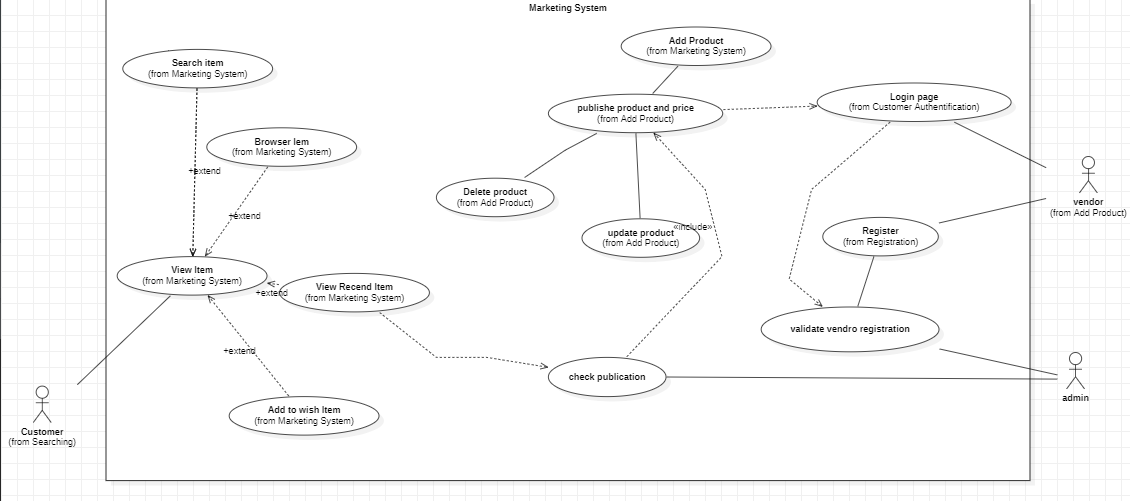 Marketing System
Add Product
(from Marketing System)
Search item
(from Marketing System)
Login page
(from Customer Authentification)
publishe product and price
(from Add Product)
Browser Iem
(from Marketing System)
+extend
Delete product
(from Add Product)
vendor
(from Add Product)
+extend
«include»
update product
(from Add Product)
Register
(from Registration)
View Item
(from Marketing System)
+extend
View Recend Item
(from Marketing System)
validate vendro registration
+extend
check publication
admin
Add to wish Item
(from Marketing System)
Customer
(from Searching)